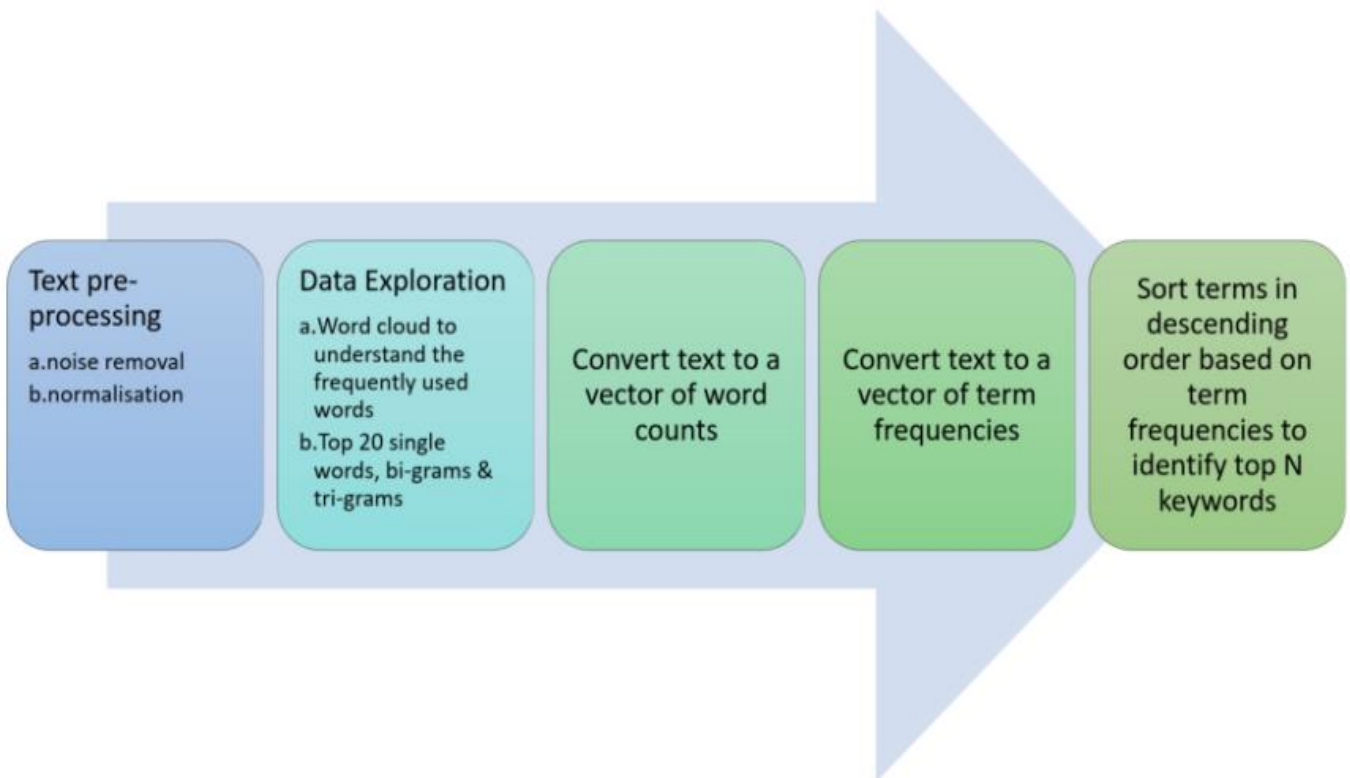 Text pre-
processing
a.noise removal
b.normalisation
Data Exploration
a.Word cloud to
understand the
frequently used
words
b.Top 20 single
words, bi-grams &
tri-grams
Convert text to a
vector of word
counts
Convert text to a
vector of term
frequencies
Sort terms in
descending
order based on
term
frequencies to
identify top N
keywords